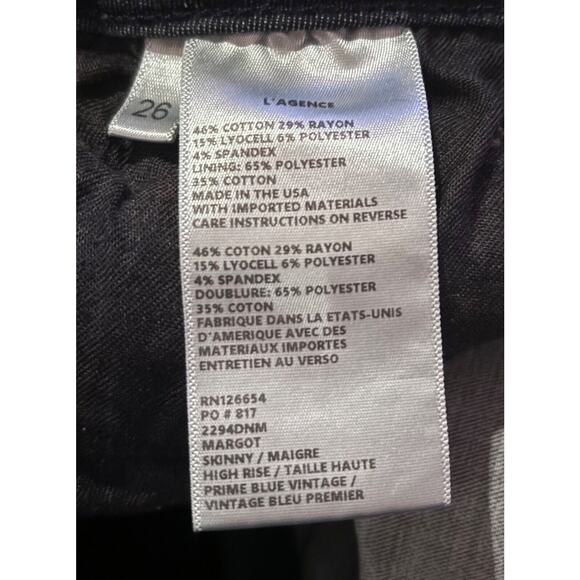 26
L'AGENCE
46% COTTON 29% RAYON
15% LYOCELL 6% POLYESTER
4% SPANDEX
LINING: 65% POLYESTER
35% COTTON
MADE IN THE USA
WITH IMPORTED MATERIALS
CARE INSTRUCTIONS ON REVERSE
46% COTON 29% RAYON
15% LYOCELL 6% POLYESTER
4% SPANDEX
DOUBLURE: 65% POLYESTER
35% COTON
FABRIQUE DANS LA ETATS-UNIS
D'AMERIQUE AVEC DES
MATERIAUX IMPORTES
ENTRETIEN AU VERSO
RN126654
PO # 817
2294DNM
MARGOT
SKINNY / MAIGRE
HIGH RISE / TAILLE HAUTE
PRIME BLUE VINTAGE /
VINTAGE BLEU PREMIER